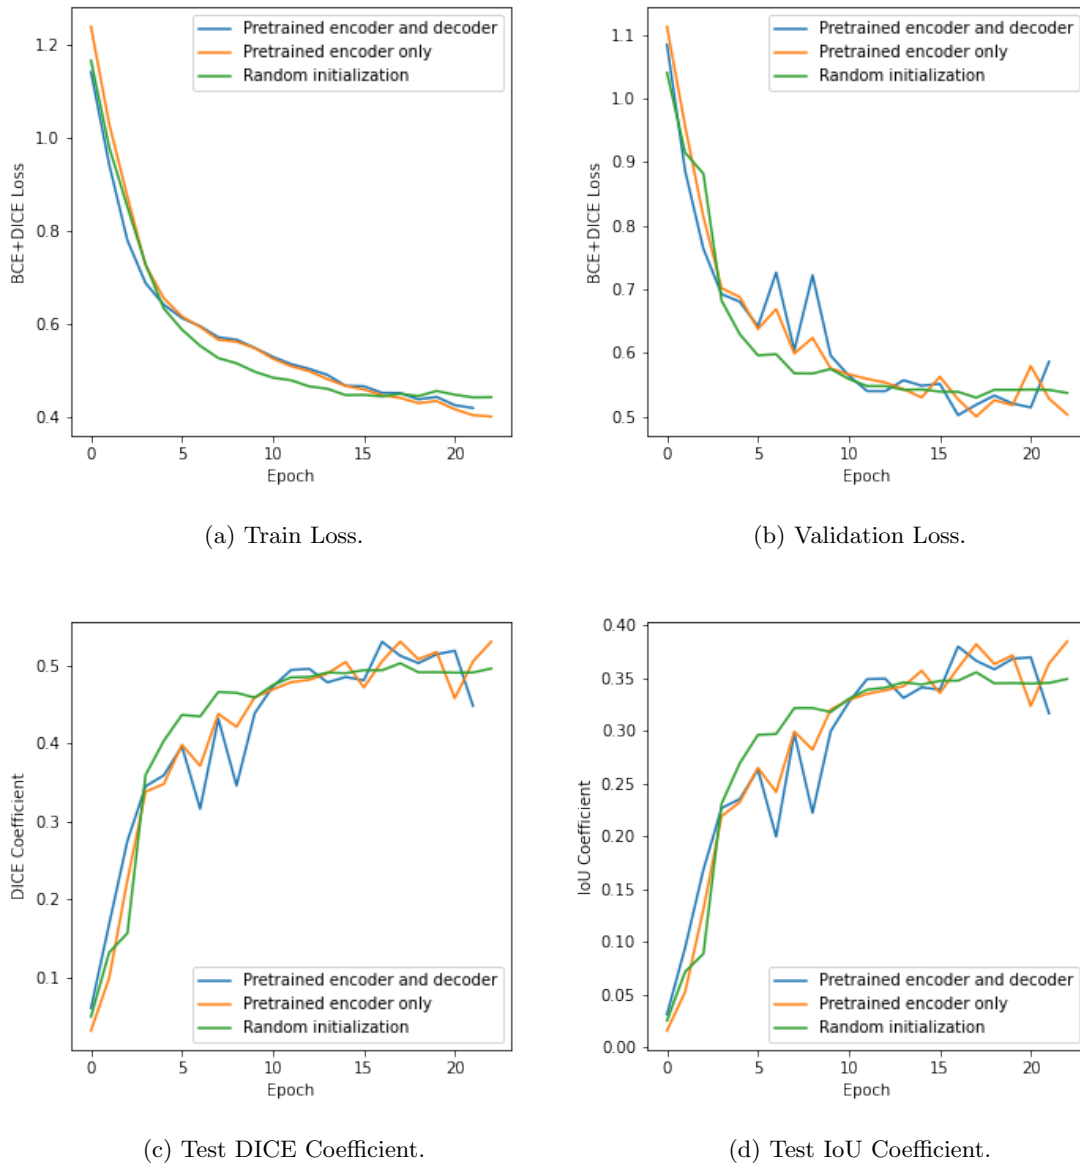 Pretrained encoder and decoder
Pretrained encoder only
Random initialization
1.2
1.0
0.8
0.6
0.4
BCE+DICE Loss
0 5 10 15 20
Epoch
(a) Train Loss.
Pretrained encoder and decoder
Pretrained encoder only
Random initialization
1.1
1.0
0.9
0.8
0.7
0.6
0.5
BCE+DICE Loss
0 5 10 15 20
Epoch
(b) Validation Loss.
0.5
0.4
0.3
0.2
0.1
DICE Coefficient
Pretrained encoder and decoder
Pretrained encoder only
Random initialization
0 5 10 15 20
Epoch
(c) Test DICE Coefficient.
0.40
0.35
0.30
0.25
0.20
0.15
0.10
0.05
0.00
IoU Coefficient
Pretrained encoder and decoder
Pretrained encoder only
Random initialization
0 5 10 15 20
Epoch
(d) Test IoU Coefficient.